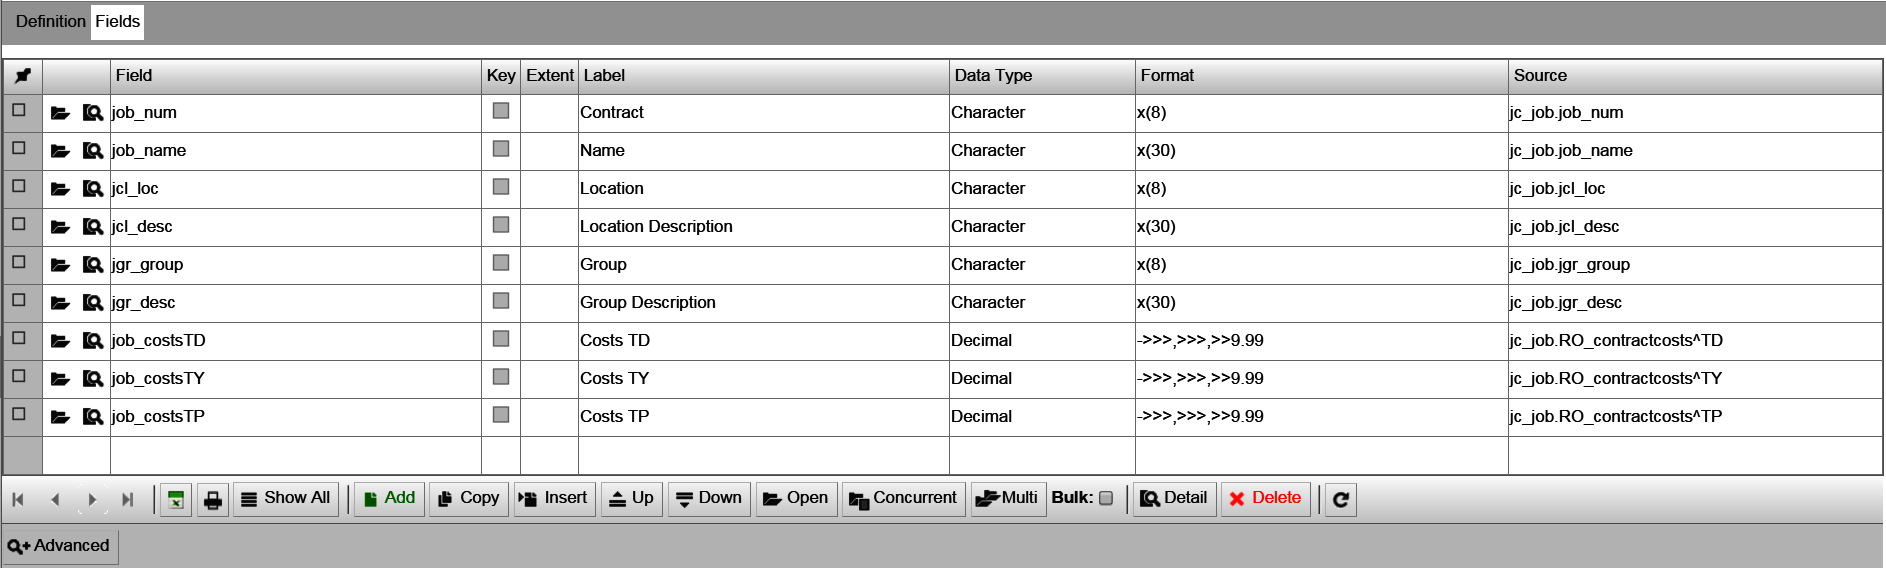 Definition Fields
Field Key Extent Label Data Type Format Source
job_num Contract Character x(8) jc_job.job_num
job_name Name Character x(30) jc_job.job_name
jcl_loc Location Character x(8) jc_job.jcl_loc
jcl_desc Location Description Character x(30) jc_job.jcl_desc
jgr_group Group Character x(8) jc_job.jgr_group
jgr_desc Group Description Character x(30) jc_job.jgr_desc
job_costsTD Costs TD Decimal ->>>,>>>,>>9.99 jc_job.RO_contractcosts^TD
job_costsTY Costs TY Decimal ->>>,>>>,>>9.99 jc_job.RO_contractcosts^TY
job_costsTP Costs TP Decimal ->>>,>>>,>>9.99 jc_job.RO_contractcosts^TP
Show All Add Copy Insert Up Down Open Concurrent Multi Bulk: Detail Delete
Advanced